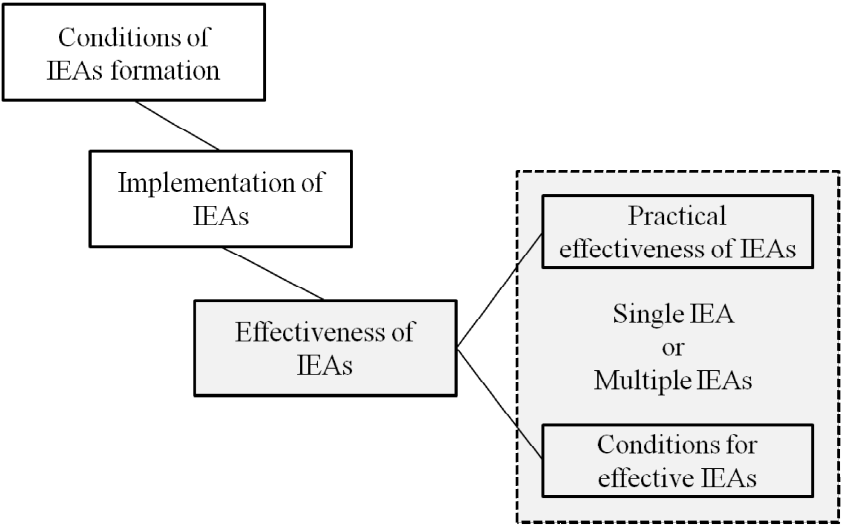 Conditions of
IEAs formation
Implementation of
IEAs
Effectiveness of
IEAs
Practical
effectiveness of IEAs
Single IEA
or
Multiple IEAs
Conditions for
effective IEAs